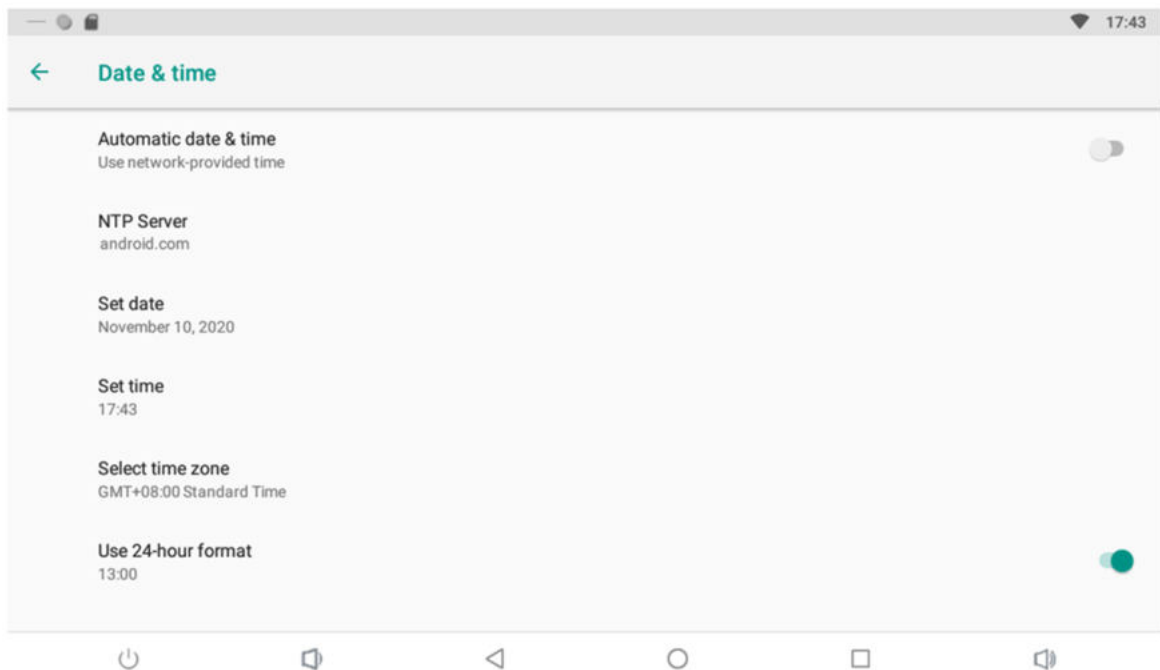 17:43
Date & time
Automatic date & time
Use network-provided time
NTP Server
android.com
Set date
November 10, 2020
Set time
17:43
Select time zone
GMT+08:00 Standard Time
Use 24-hour format
13:00